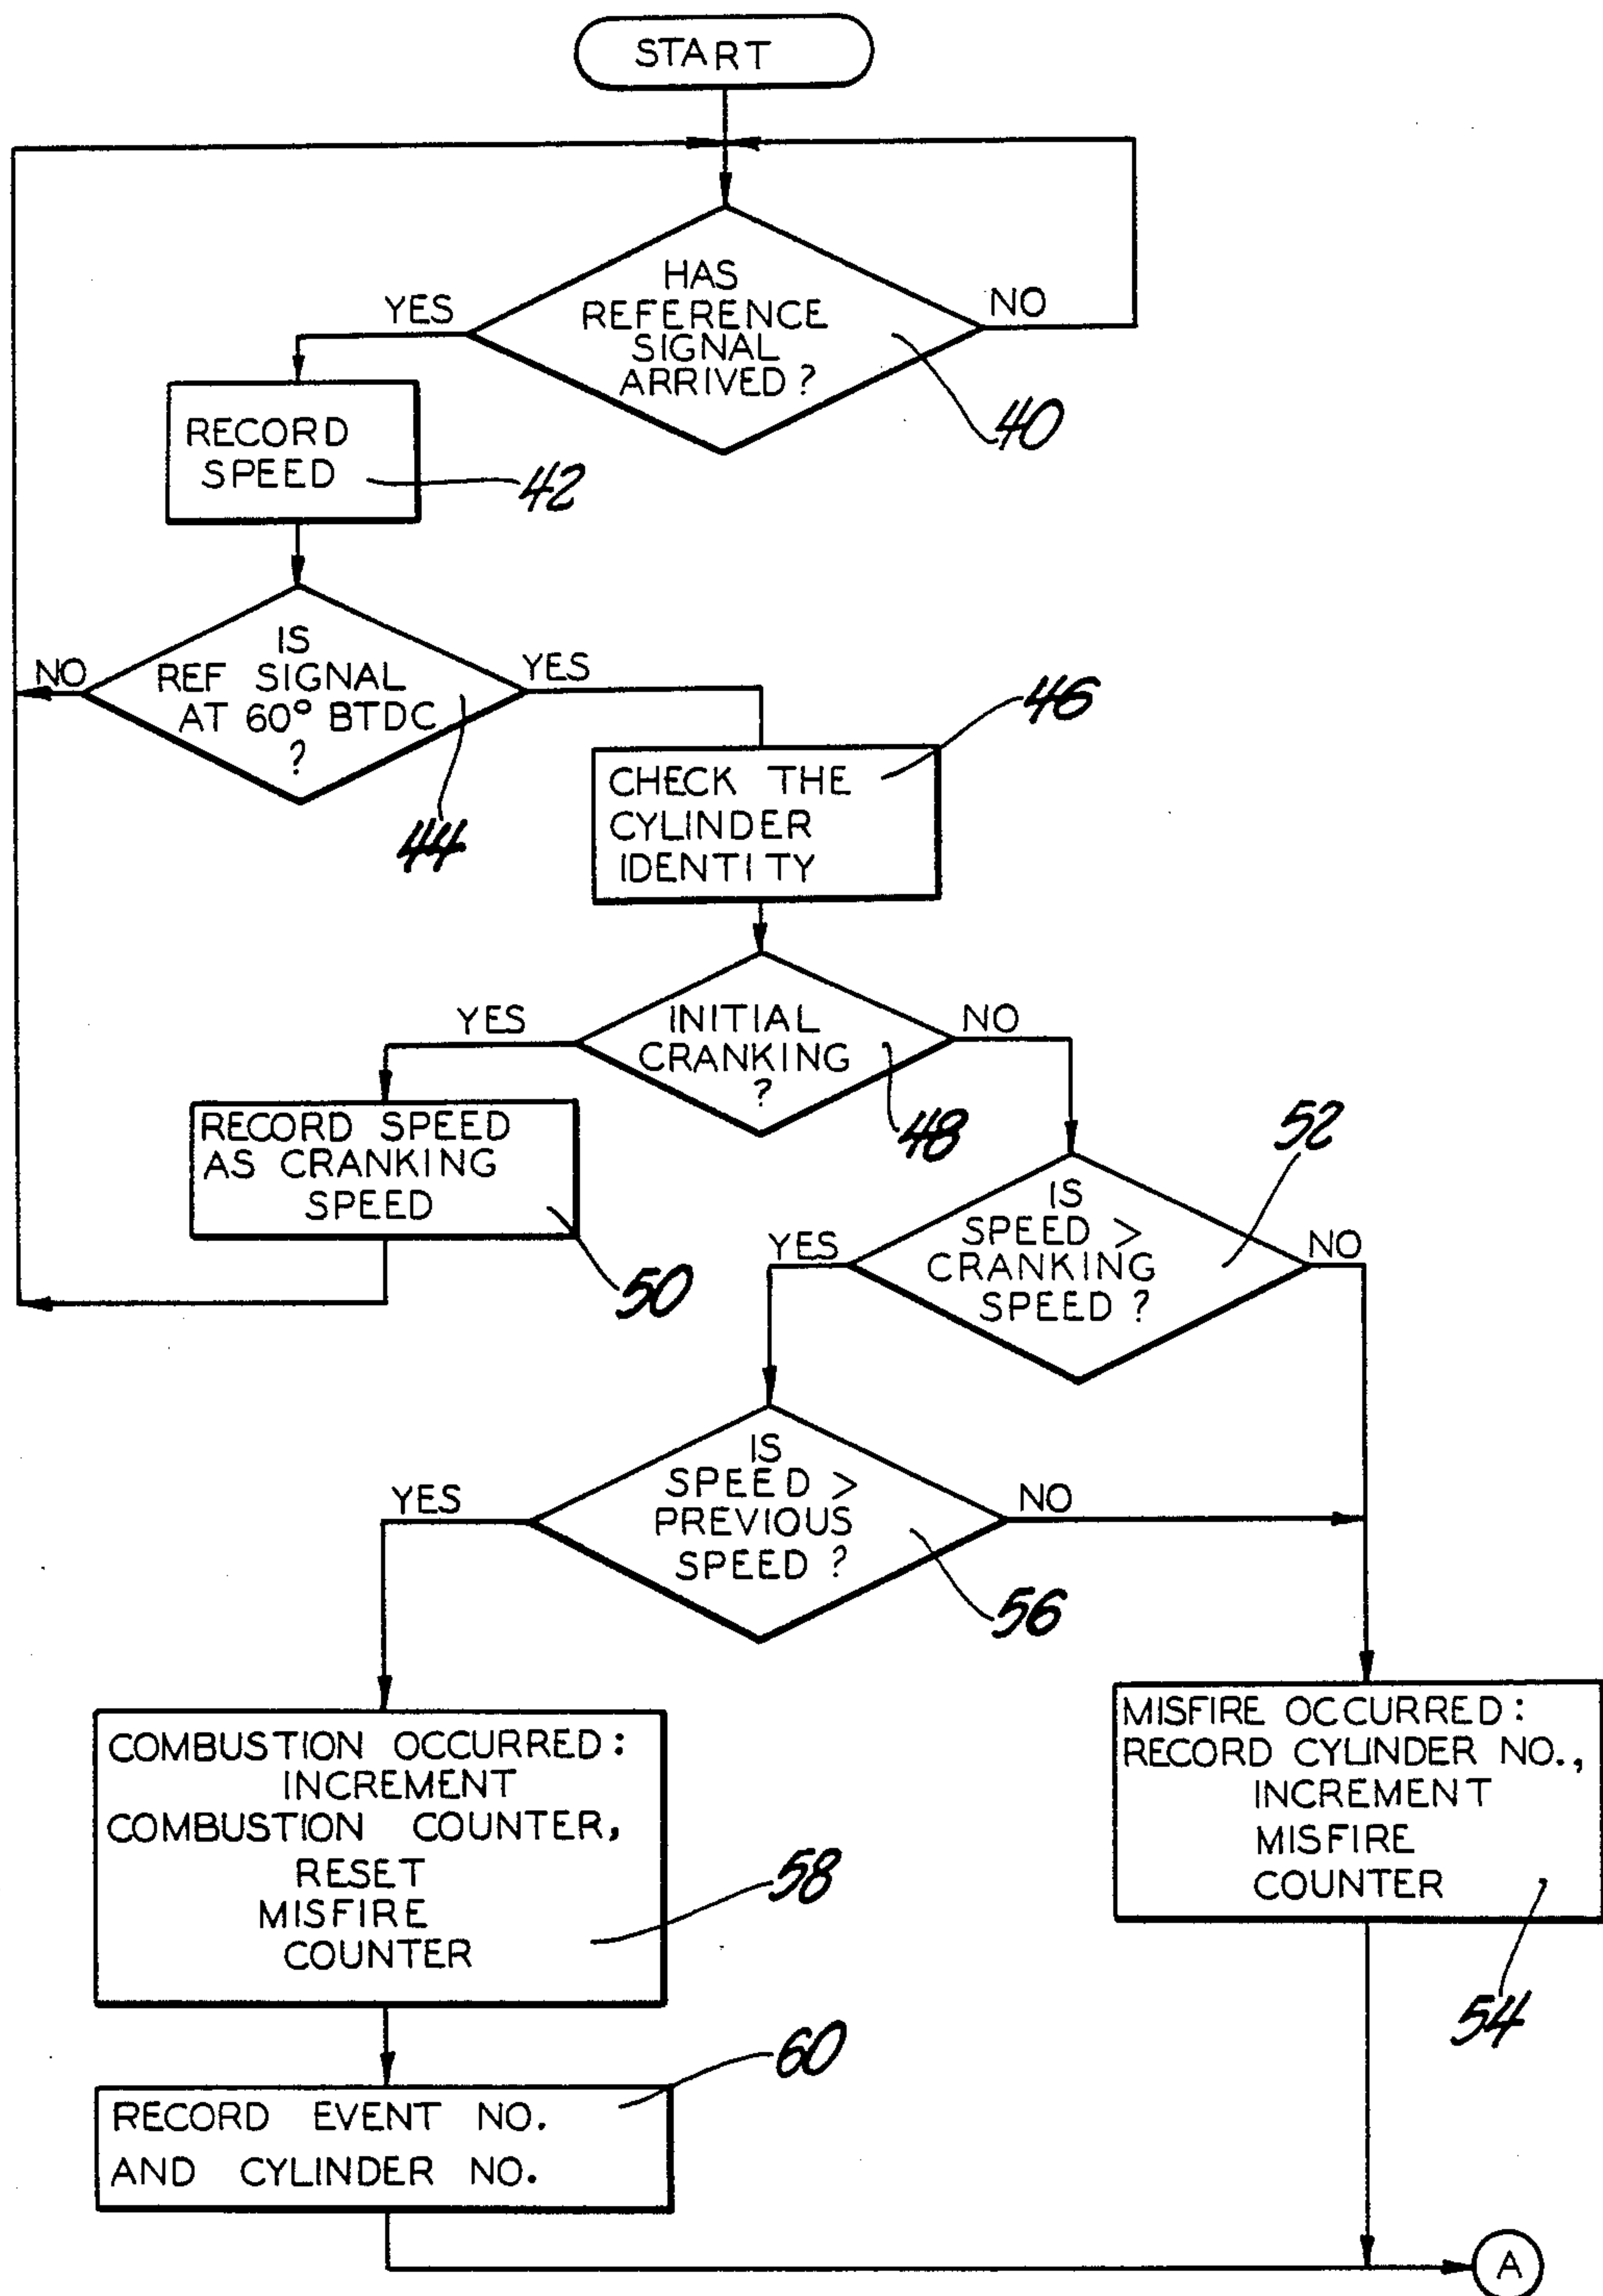 START
HAS
REFERENCE
SIGNAL
ARRIVED ?
YES
NO
40
RECORD
SPEED
42
IS
REF SIGNAL
AT 60° BTDC
?
NO
YES
44
46
CHECK THE
CYLINDER
IDENTITY
INITIAL
CRANKING
?
YES
NO
48
RECORD SPEED
AS CRANKING
SPEED
50
52
IS
SPEED >
CRANKING
SPEED ?
YES
NO
IS
SPEED >
PREVIOUS
SPEED ?
YES
NO
56
COMBUSTION OCCURRED:
INCREMENT
COMBUSTION COUNTER,
RESET
MISFIRE
COUNTER
58
MISFIRE OCCURRED:
RECORD CYLINDER NO.,
INCREMENT
MISFIRE
COUNTER
54
60
RECORD EVENT NO.
AND CYLINDER NO.
A